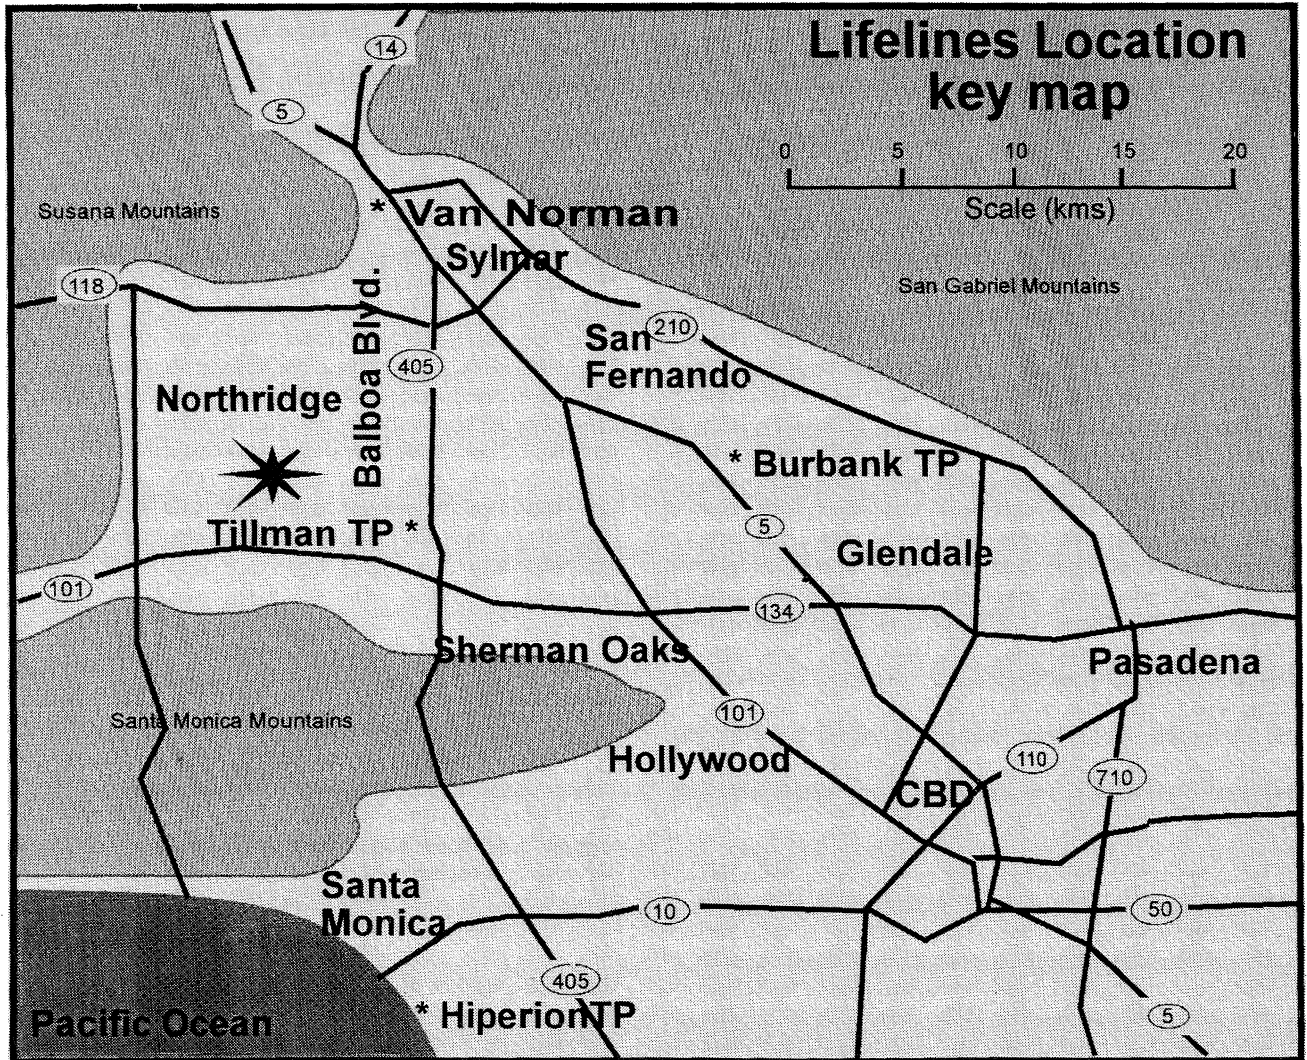 Lifelines Location
key map
0 5 10 15 20
Scale (kms)
14
5
Susana Mountains
* Van Norman
Sylmar
118
San Gabriel Mountains
Balboa Blvd.
San
Fernando
210
405
Northridge
* Burbank TP
Tillman TP *
5
Glendale
101
134
Sherman Oaks
Pasadena
Santa Monica Mountains
101
Hollywood
110
710
CBD
Santa
Monica
10
50
405
* Hiperion TP
Pacific Ocean
5